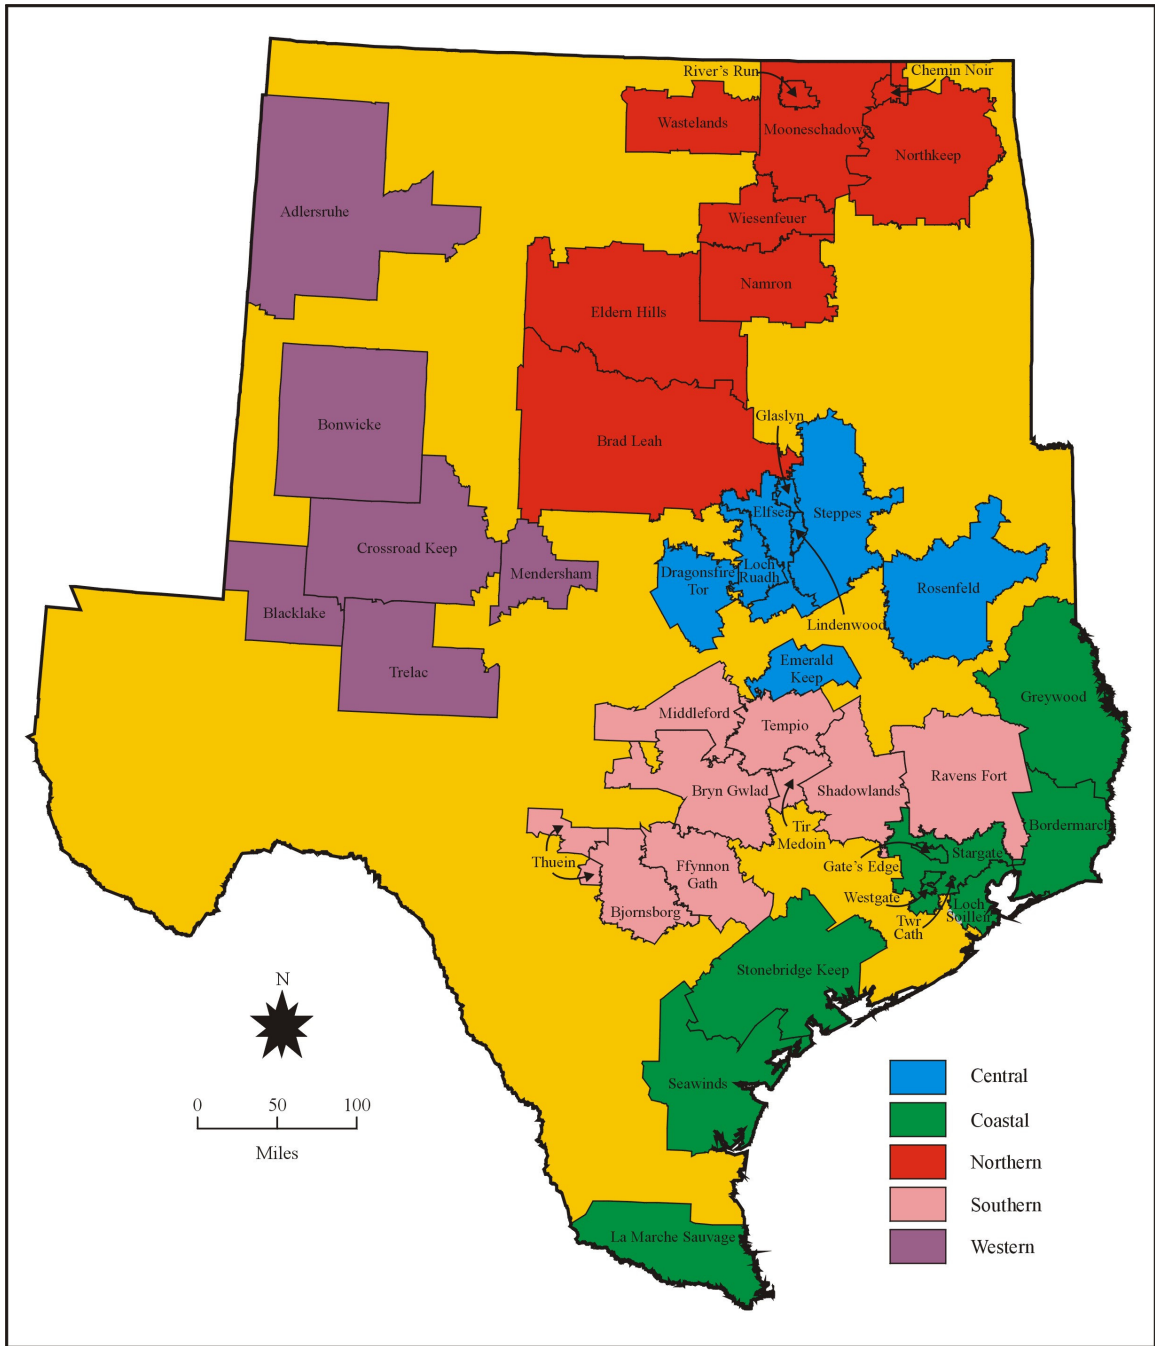 River's Run
Chemin Noir
Wastelands
Mooneschadowe
Northkeep
Adlersruhe
Wiesenfeuer
Namron
Eldern Hills
Glaslyn
Bonwicke
Brad Leah
Elfsea
Steppes
Crossroad Keep
Mendersham
Dragonsfire
Tor
Loch
Ruadh
Rosenfeld
Blacklake
Lindenwood
Trelac
Emerald
Keep
Greywood
Middleford
Tempio
Bryn Gwlad
Shadowlands
Ravens Fort
Tir
Medoin
Bordermarch
Thuein
Ffynnon
Gath
Gate's Edge
Stargate
Bjornsborg
Westgate
Twr
Cath
Loch
Soilleir
Stonebridge Keep
N
Seawinds
0 50 100
Miles
La Marche Sauvage
Central
Coastal
Northern
Southern
Western